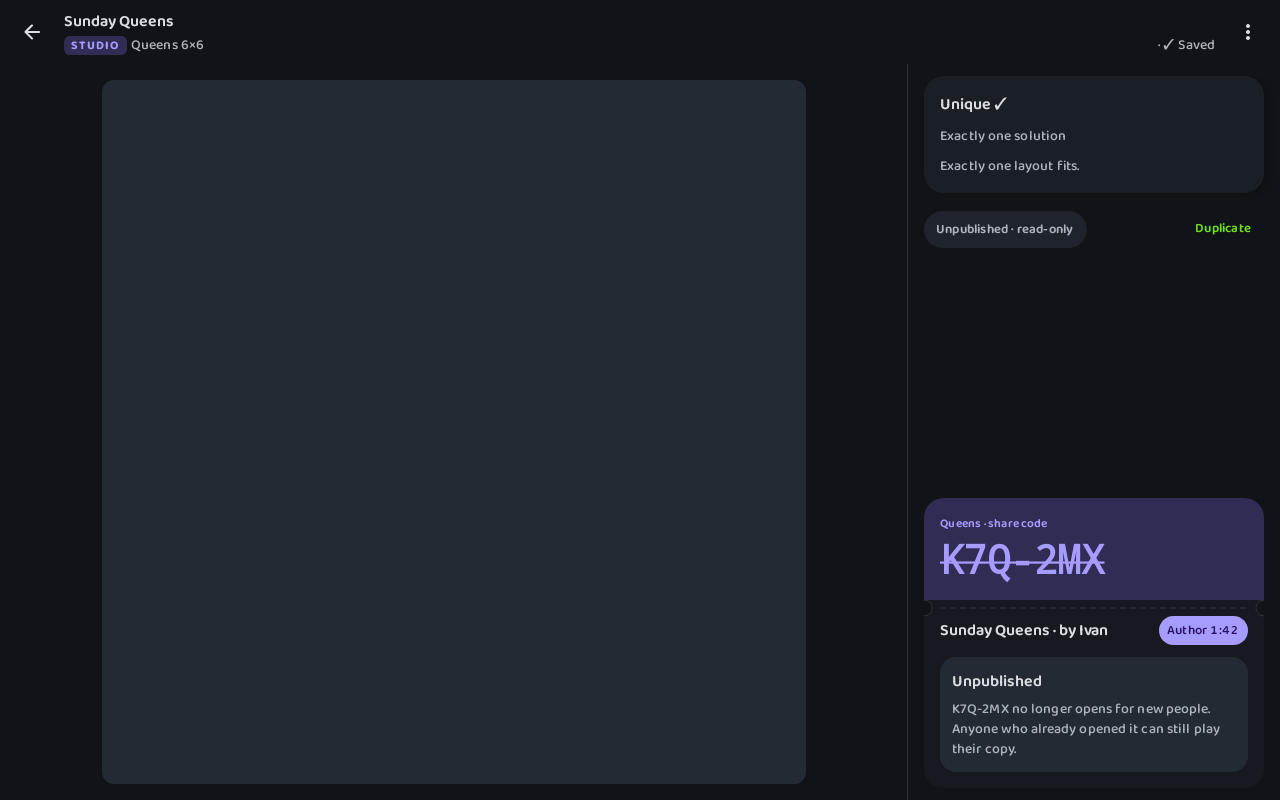 Sunday Queens
STUDIO Queens 6×6
· ✓ Saved
Unique ✓
Exactly one solution
Exactly one layout fits.
Unpublished · read-only
Duplicate
Queens · share code
K7Q-2MX
Sunday Queens · by Ivan
Author 1:42
Unpublished
K7Q-2MX no longer opens for new people.
Anyone who already opened it can still play
their copy.